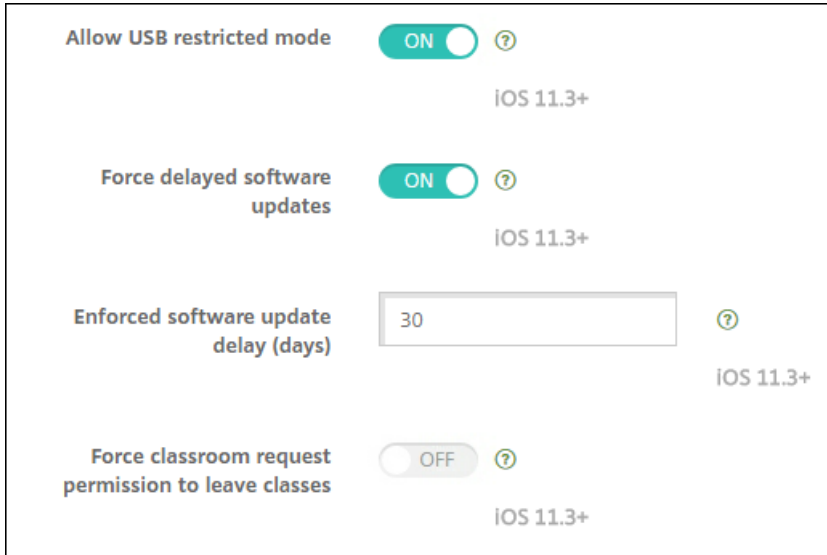 Allow USB restricted mode ON ?
iOS 11.3+
Force delayed software
updates ON ?
iOS 11.3+
Enforced software update
delay (days) 30 ?
iOS 11.3+
Force classroom request
permission to leave classes OFF ?
iOS 11.3+